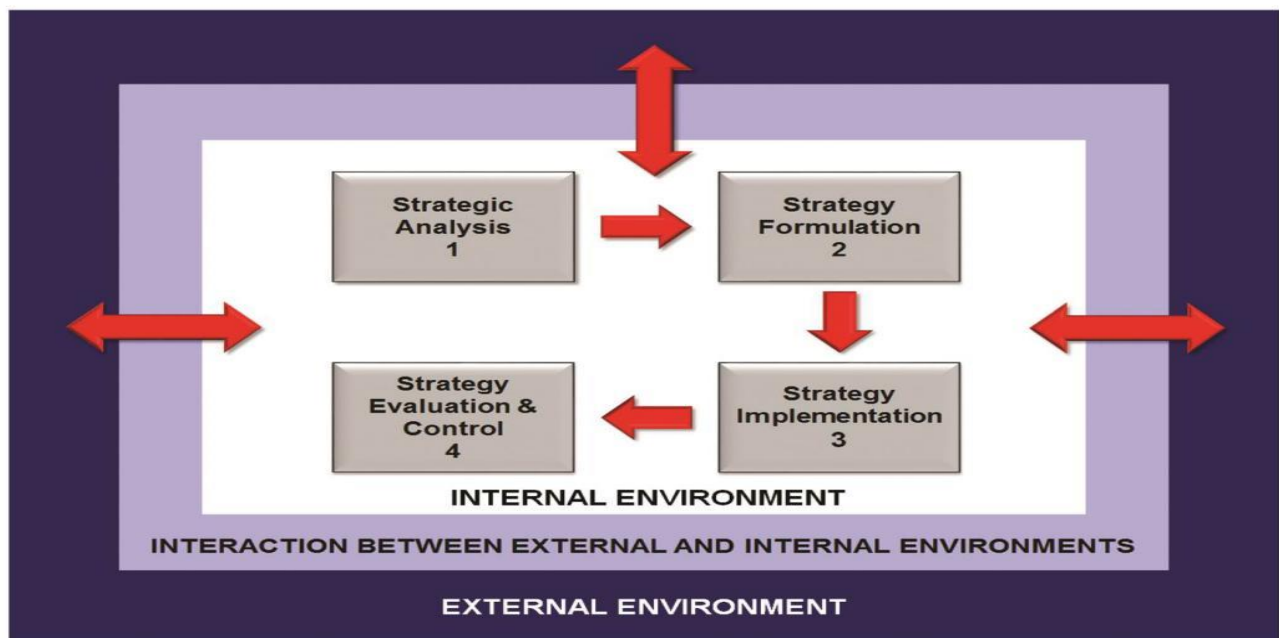 Strategic
Analysis
1
Strategy
Formulation
2
Strategy
Evaluation &
Control
4
Strategy
Implementation
3
INTERNAL ENVIRONMENT
INTERACTION BETWEEN EXTERNAL AND INTERNAL ENVIRONMENTS
EXTERNAL ENVIRONMENT